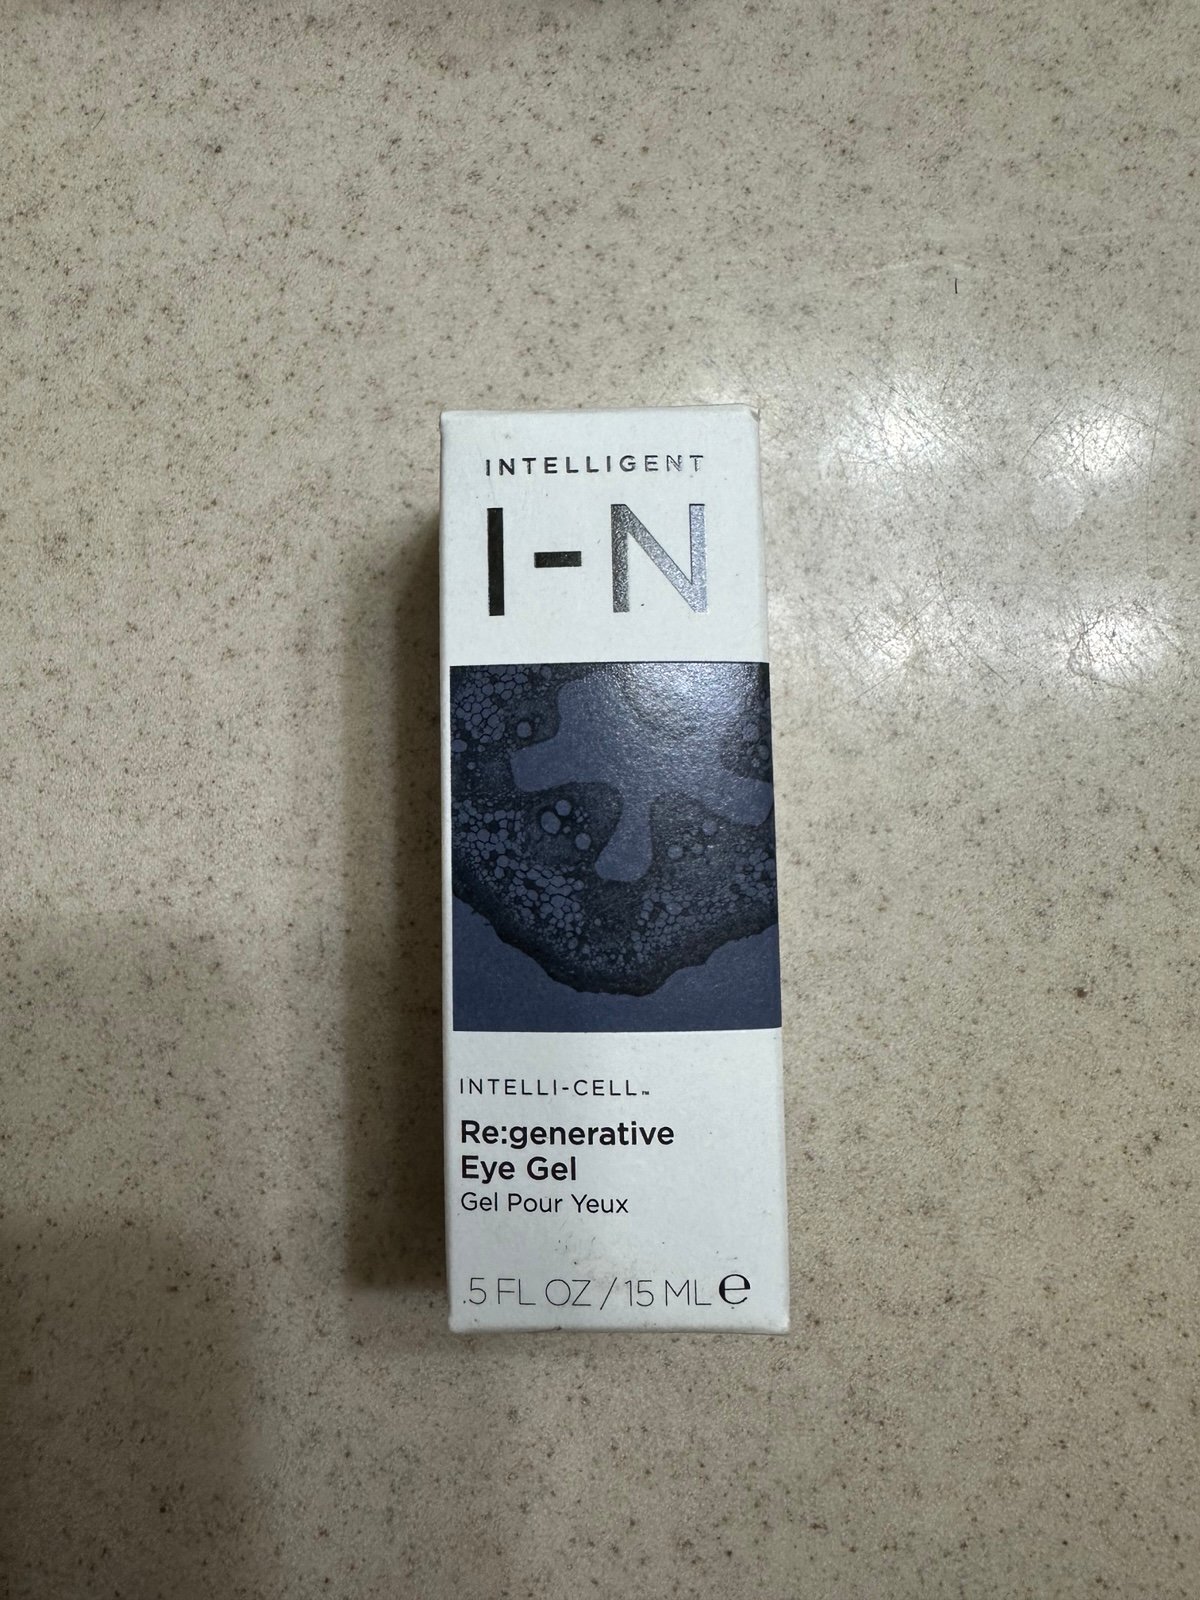 INTELLIGENT
I-N
INTELLI-CELL™
Re:generative
Eye Gel
Gel Pour Yeux
.5 FL OZ / 15 ML ℮